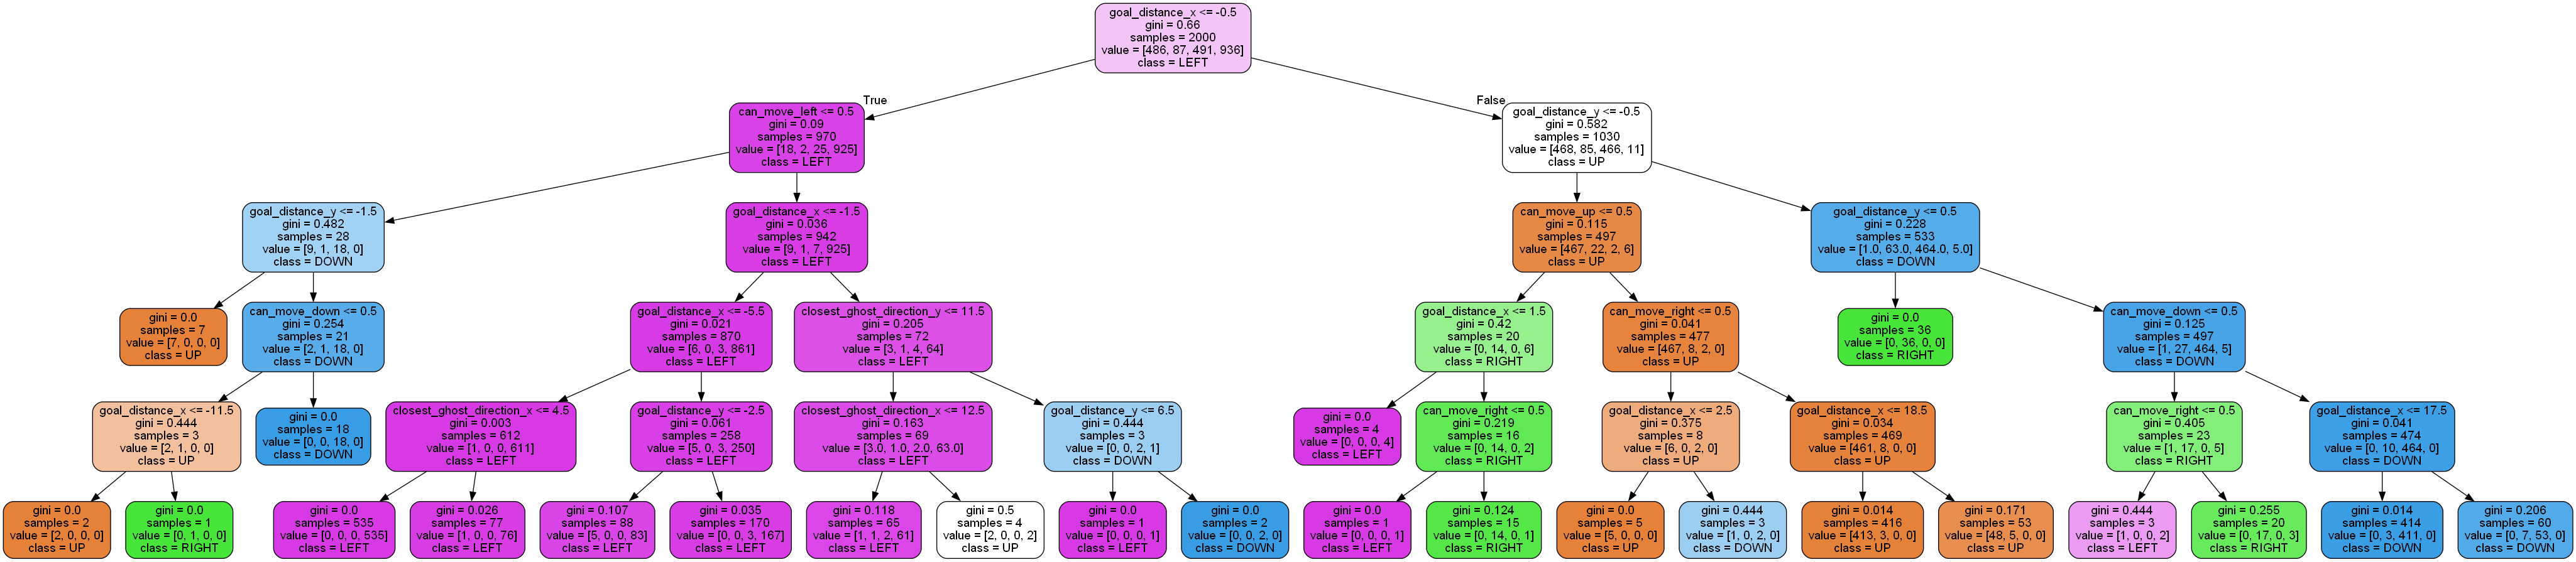 goal_distance_x <= -0.5
gini = 0.66
samples = 2000
value = [486, 87, 491, 936]
class = LEFT
True
False
can_move_left <= 0.5
gini = 0.09
samples = 970
value = [18, 2, 25, 925]
class = LEFT
goal_distance_y <= -0.5
gini = 0.582
samples = 1030
value = [468, 85, 466, 11]
class = UP
goal_distance_y <= -1.5
gini = 0.482
samples = 28
value = [9, 1, 18, 0]
class = DOWN
goal_distance_x <= -1.5
gini = 0.036
samples = 942
value = [9, 1, 7, 925]
class = LEFT
can_move_up <= 0.5
gini = 0.115
samples = 497
value = [467, 22, 2, 6]
class = UP
goal_distance_y <= 0.5
gini = 0.228
samples = 533
value = [1.0, 63.0, 464.0, 5.0]
class = DOWN
gini = 0.0
samples = 7
value = [7, 0, 0, 0]
class = UP
can_move_down <= 0.5
gini = 0.254
samples = 21
value = [2, 1, 18, 0]
class = DOWN
goal_distance_x <= -5.5
gini = 0.021
samples = 870
value = [6, 0, 3, 861]
class = LEFT
closest_ghost_direction_y <= 11.5
gini = 0.205
samples = 72
value = [3, 1, 4, 64]
class = LEFT
goal_distance_x <= 1.5
gini = 0.42
samples = 20
value = [0, 14, 0, 6]
class = RIGHT
can_move_right <= 0.5
gini = 0.041
samples = 477
value = [467, 8, 2, 0]
class = UP
gini = 0.0
samples = 36
value = [0, 36, 0, 0]
class = RIGHT
can_move_down <= 0.5
gini = 0.125
samples = 497
value = [1, 27, 464, 5]
class = DOWN
goal_distance_x <= -11.5
gini = 0.444
samples = 3
value = [2, 1, 0, 0]
class = UP
gini = 0.0
samples = 18
value = [0, 0, 18, 0]
class = DOWN
closest_ghost_direction_x <= 4.5
gini = 0.003
samples = 612
value = [1, 0, 0, 611]
class = LEFT
goal_distance_y <= -2.5
gini = 0.061
samples = 258
value = [5, 0, 3, 250]
class = LEFT
closest_ghost_direction_x <= 12.5
gini = 0.163
samples = 69
value = [3.0, 1.0, 2.0, 63.0]
class = LEFT
goal_distance_y <= 6.5
gini = 0.444
samples = 3
value = [0, 0, 2, 1]
class = DOWN
gini = 0.0
samples = 4
value = [0, 0, 0, 4]
class = LEFT
can_move_right <= 0.5
gini = 0.219
samples = 16
value = [0, 14, 0, 2]
class = RIGHT
goal_distance_x <= 2.5
gini = 0.375
samples = 8
value = [6, 0, 2, 0]
class = UP
goal_distance_x <= 18.5
gini = 0.034
samples = 469
value = [461, 8, 0, 0]
class = UP
can_move_right <= 0.5
gini = 0.405
samples = 23
value = [1, 17, 0, 5]
class = RIGHT
goal_distance_x <= 17.5
gini = 0.041
samples = 474
value = [0, 10, 464, 0]
class = DOWN
gini = 0.0
samples = 2
value = [2, 0, 0, 0]
class = UP
gini = 0.0
samples = 1
value = [0, 1, 0, 0]
class = RIGHT
gini = 0.0
samples = 535
value = [0, 0, 0, 535]
class = LEFT
gini = 0.026
samples = 77
value = [1, 0, 0, 76]
class = LEFT
gini = 0.107
samples = 88
value = [5, 0, 0, 83]
class = LEFT
gini = 0.035
samples = 170
value = [0, 0, 3, 167]
class = LEFT
gini = 0.118
samples = 65
value = [1, 1, 2, 61]
class = LEFT
gini = 0.5
samples = 4
value = [2, 0, 0, 2]
class = UP
gini = 0.0
samples = 1
value = [0, 0, 0, 1]
class = LEFT
gini = 0.0
samples = 2
value = [0, 0, 2, 0]
class = DOWN
gini = 0.0
samples = 1
value = [0, 0, 0, 1]
class = LEFT
gini = 0.124
samples = 15
value = [0, 14, 0, 1]
class = RIGHT
gini = 0.0
samples = 5
value = [5, 0, 0, 0]
class = UP
gini = 0.444
samples = 3
value = [1, 0, 2, 0]
class = DOWN
gini = 0.014
samples = 416
value = [413, 3, 0, 0]
class = UP
gini = 0.171
samples = 53
value = [48, 5, 0, 0]
class = UP
gini = 0.444
samples = 3
value = [1, 0, 0, 2]
class = LEFT
gini = 0.255
samples = 20
value = [0, 17, 0, 3]
class = RIGHT
gini = 0.014
samples = 414
value = [0, 3, 411, 0]
class = DOWN
gini = 0.206
samples = 60
value = [0, 7, 53, 0]
class = DOWN